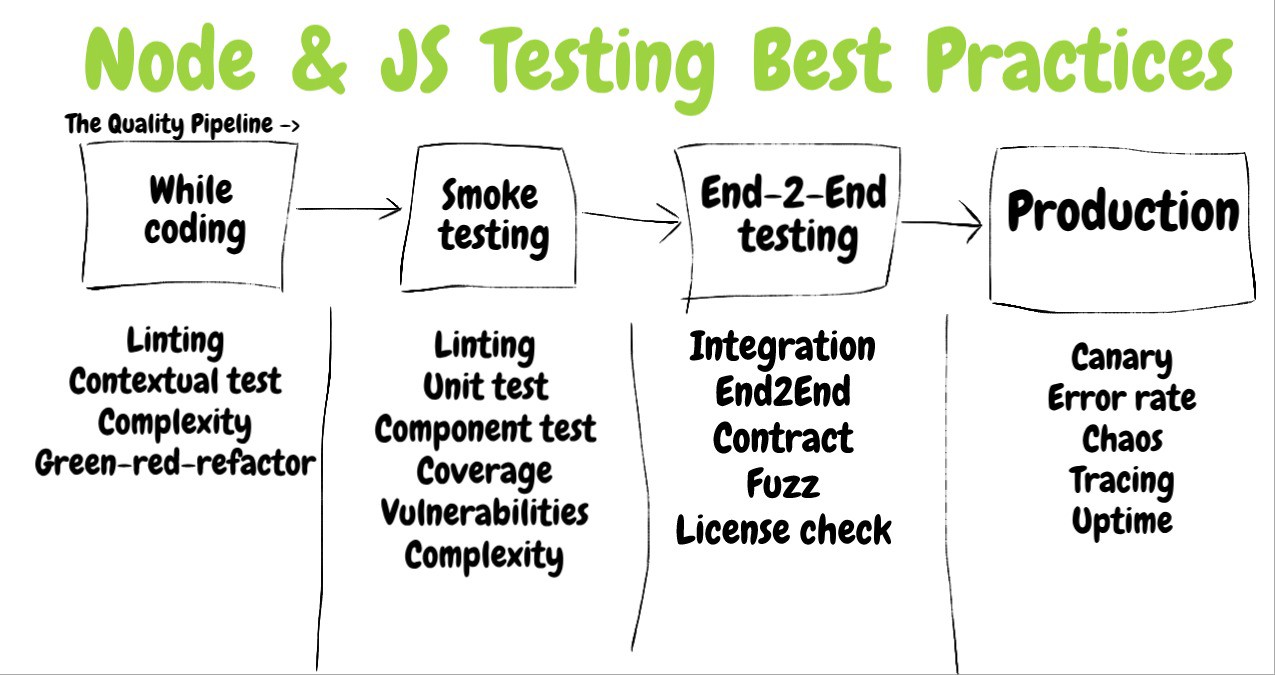 Node & JS Testing Best Practices
The Quality Pipeline ->
While
coding
Smoke
testing
End-2-End
testing
Production
Linting
Contextual test
Complexity
Green-red-refactor
Linting
Unit test
Component test
Coverage
Vulnerabilities
Complexity
Integration
End2End
Contract
Fuzz
License check
Canary
Error rate
Chaos
Tracing
Uptime